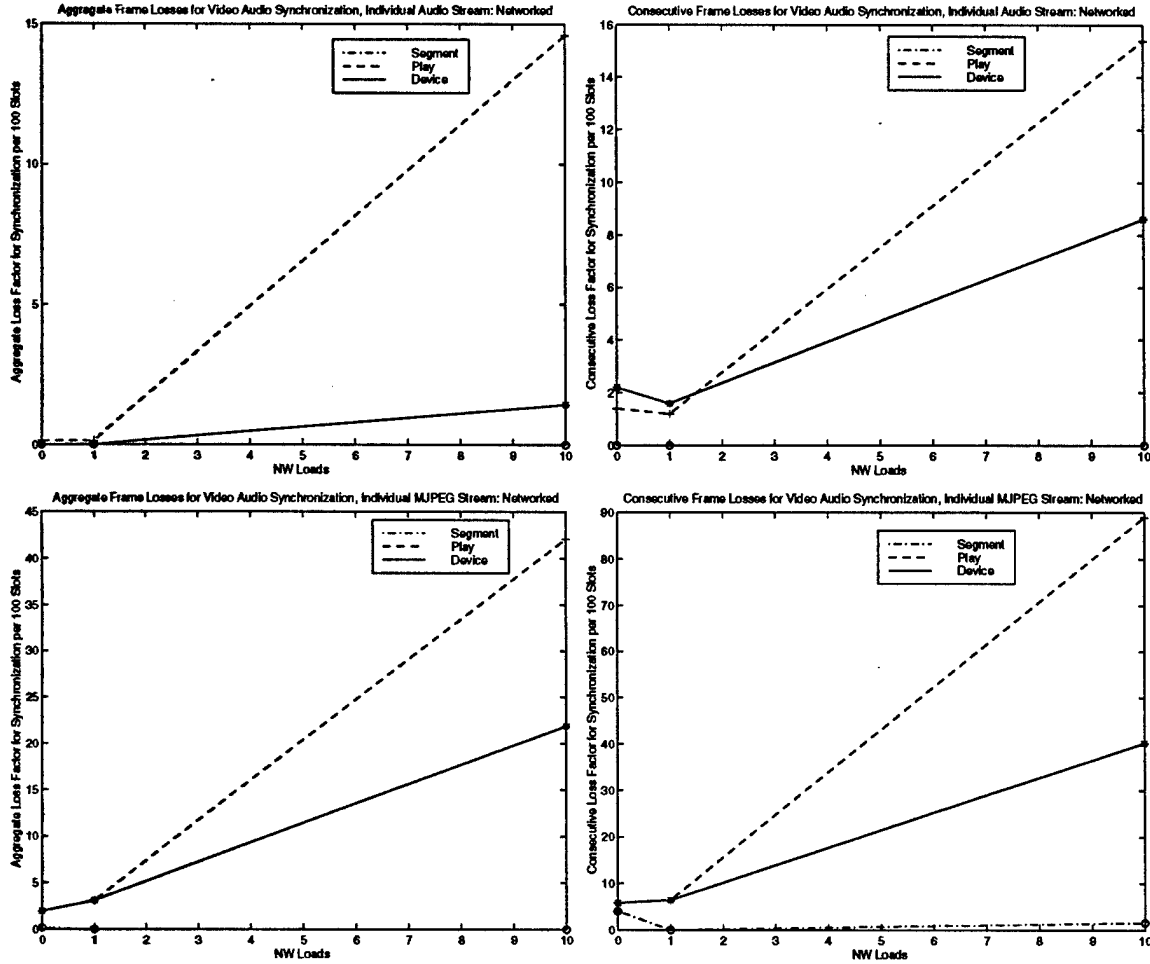 Aggregate Frame Losses for Video Audio Synchronization, Individual Audio Stream: Networked
Aggregate Loss Factor for Synchronization per 100 Slots
15
10
5
0
Segment
Play
Device
0 1 2 3 4 5 6 7 8 9 10
NW Loads
Consecutive Frame Losses for Video Audio Synchronization, Individual Audio Stream: Networked
Consecutive Loss Factor for Synchronization per 100 Slots
16
14
12
10
8
6
4
2
0
Segment
Play
Device
0 1 2 3 4 5 6 7 8 9 10
NW Loads
Aggregate Frame Losses for Video Audio Synchronization, Individual MJPEG Stream: Networked
Aggregate Loss Factor for Synchronization per 100 Slots
45
40
35
30
25
20
15
10
5
0
Segment
Play
Device
0 1 2 3 4 5 6 7 8 9 10
NW Loads
Consecutive Frame Losses for Video Audio Synchronization, Individual MJPEG Stream: Networked
Consecutive Loss Factor for Synchronization per 100 Slots
90
80
70
60
50
40
30
20
10
0
Segment
Play
Device
0 1 2 3 4 5 6 7 8 9 10
NW Loads